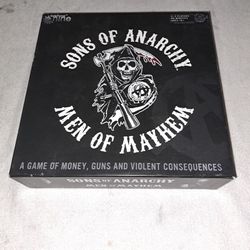 SONS OF ANARCHY
MEN OF MAYHEM
A GAME OF MONEY, GUNS AND VIOLENT CONSEQUENCES
SONS OF ANARCHY
MEN OF MAYHEM